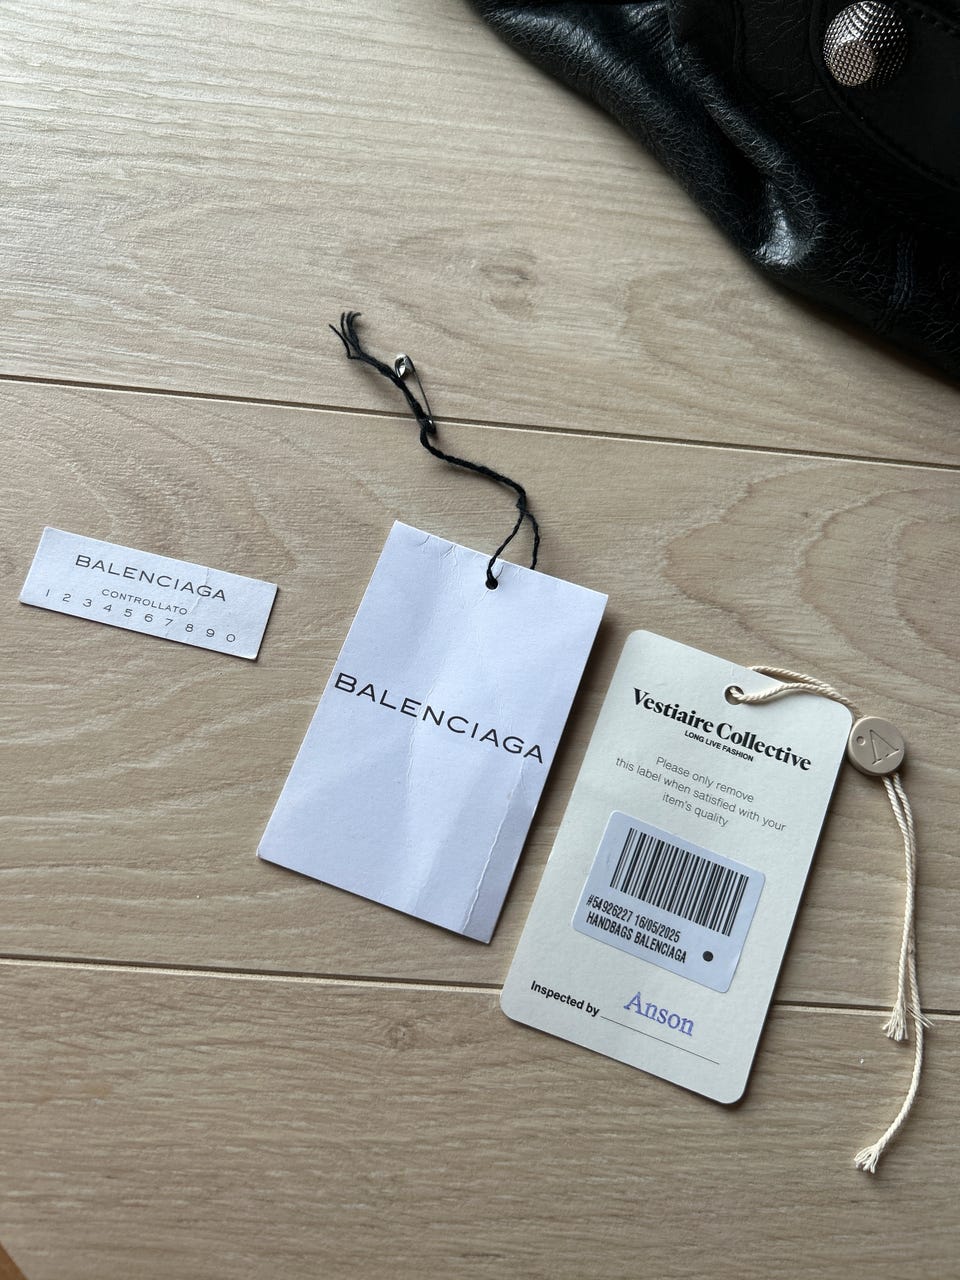 BALENCIAGA
CONTROLLATO
1 2 3 4 5 6 7 8 9 0
BALENCIAGA
Vestiaire Collective
LONG LIVE FASHION
Please only remove
this label when satisfied with your
item's quality
#54926227 16/05/2025
HANDBAGS BALENCIAGA
Inspected by Anson
V